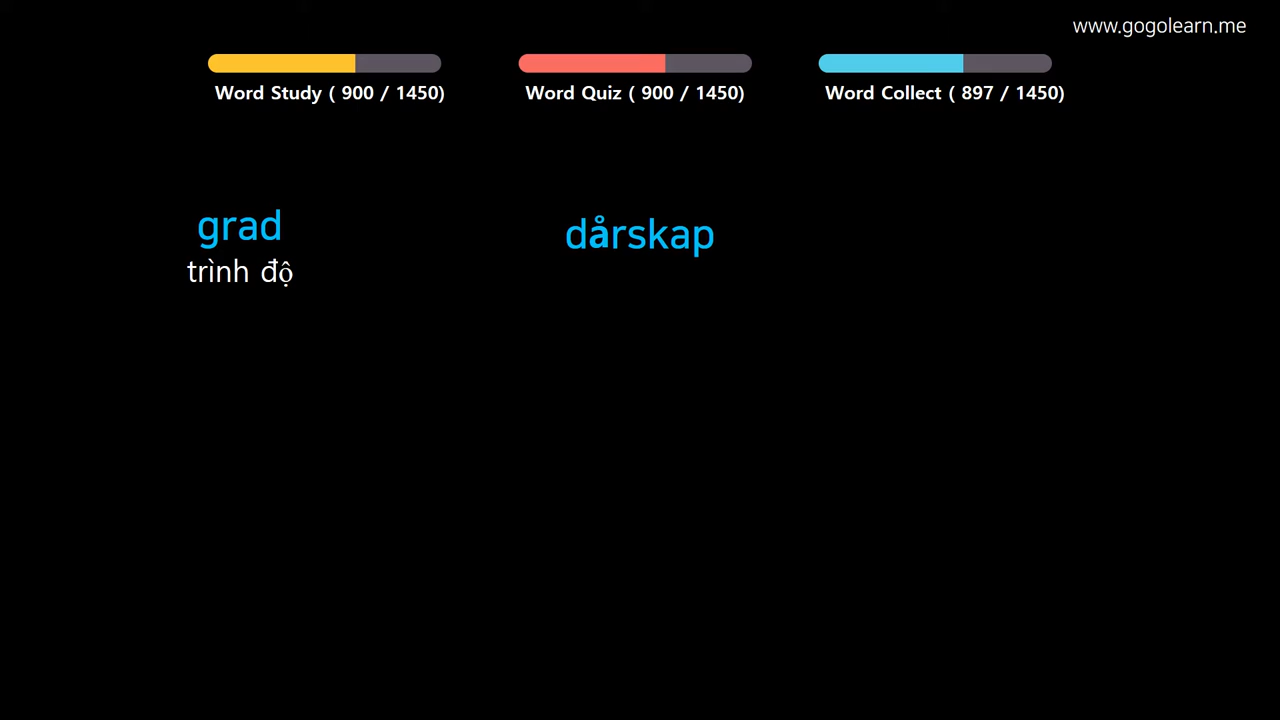 www.gogolearn.me
Word Study ( 900 / 1450)
Word Quiz ( 900 / 1450)
Word Collect ( 897 / 1450)
grad
trình độ
dårskap